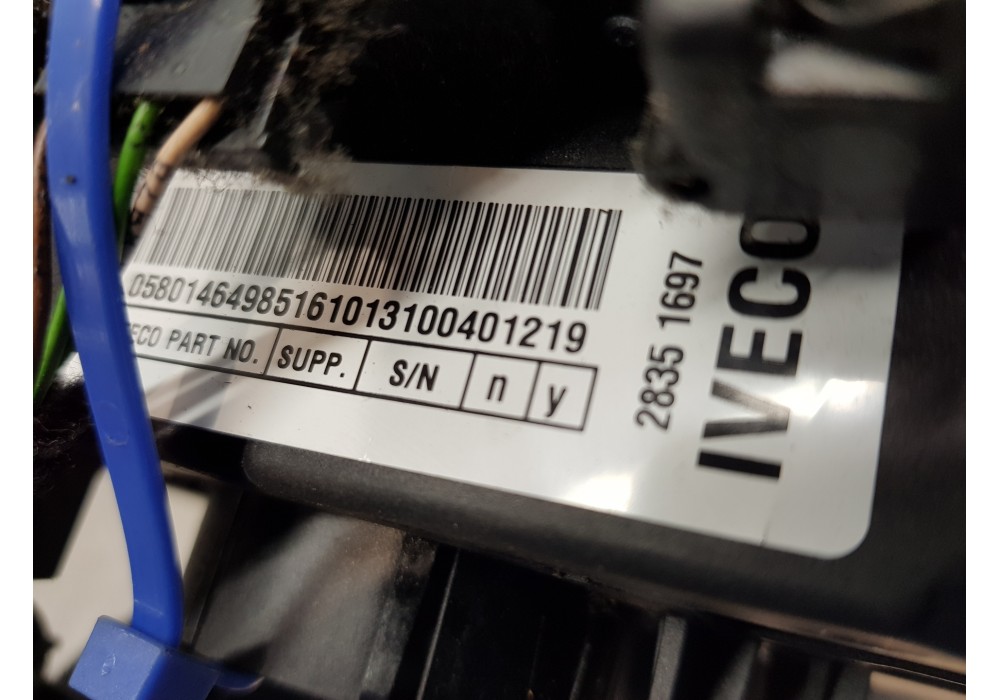 05801464985161013100401219
ECO PART NO. SUPP. S/N n y
2835 1697
IVECO